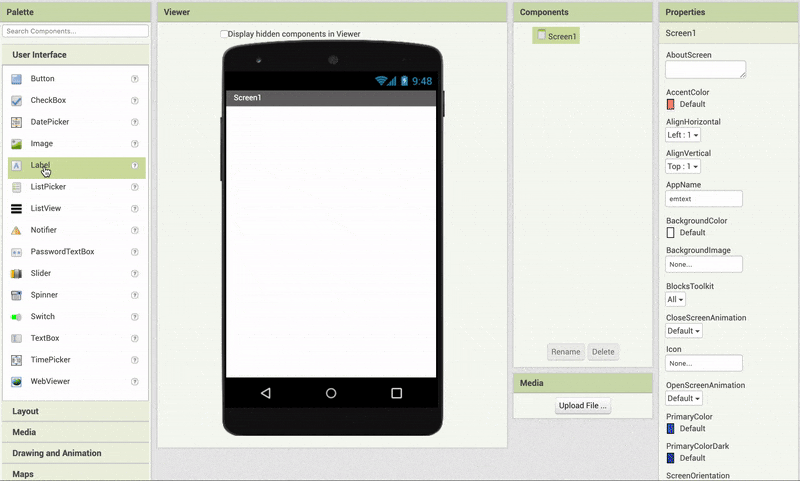 Palette
Search Components...
User Interface
Button
CheckBox
DatePicker
Image
Label
ListPicker
ListView
Notifier
PasswordTextBox
Slider
Spinner
Switch
TextBox
TimePicker
WebViewer
Layout
Media
Drawing and Animation
Maps
Viewer
Display hidden components in Viewer
9:48
Screen1
Components
Screen1
Rename Delete
Media
Upload File ...
Properties
Screen1
AboutScreen
AccentColor
Default
AlignHorizontal
Left : 1
AlignVertical
Top : 1
AppName
emtext
BackgroundColor
Default
BackgroundImage
None...
BlocksToolkit
All
CloseScreenAnimation
Default
Icon
None...
OpenScreenAnimation
Default
PrimaryColor
Default
PrimaryColorDark
Default
ScreenOrientation